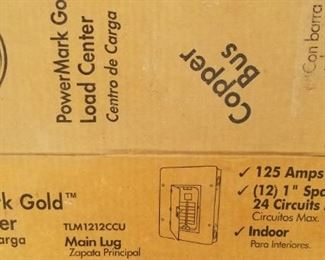 PowerMark Go
Load Center
Centro de Carga
Copper
Bus
Con barra
rk Gold™
er
arga
TLM1212CCU
Main Lug
Zapata Principal
✓ 125 Amps
✓ (12) 1" Spa
24 Circuits
Circuitos Max.
✓ Indoor
Para Interiores.